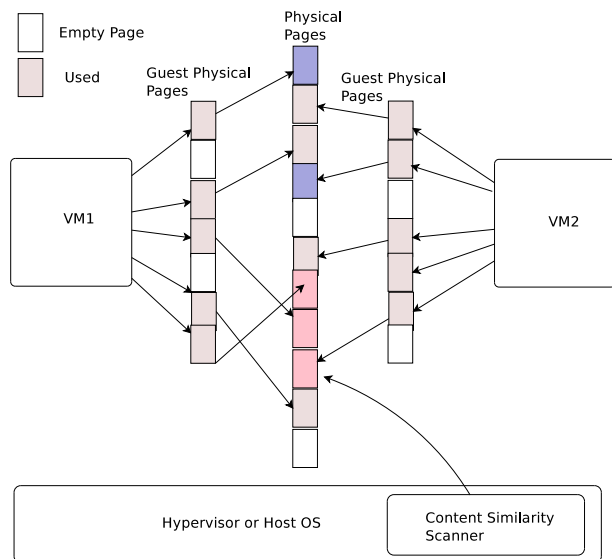 Physical
Pages
Empty Page
Used
Guest Physical
Pages
Guest Physical
Pages
VM1
VM2
Hypervisor or Host OS
Content Similarity
Scanner